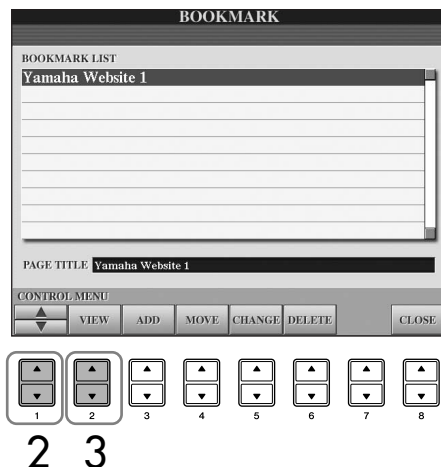 BOOKMARK
BOOKMARK LIST
Yamaha Website 1
PAGE TITLE Yamaha Website 1
CONTROL MENU
VIEW ADD MOVE CHANGE DELETE CLOSE
1 2 3 4 5 6 7 8
2 3